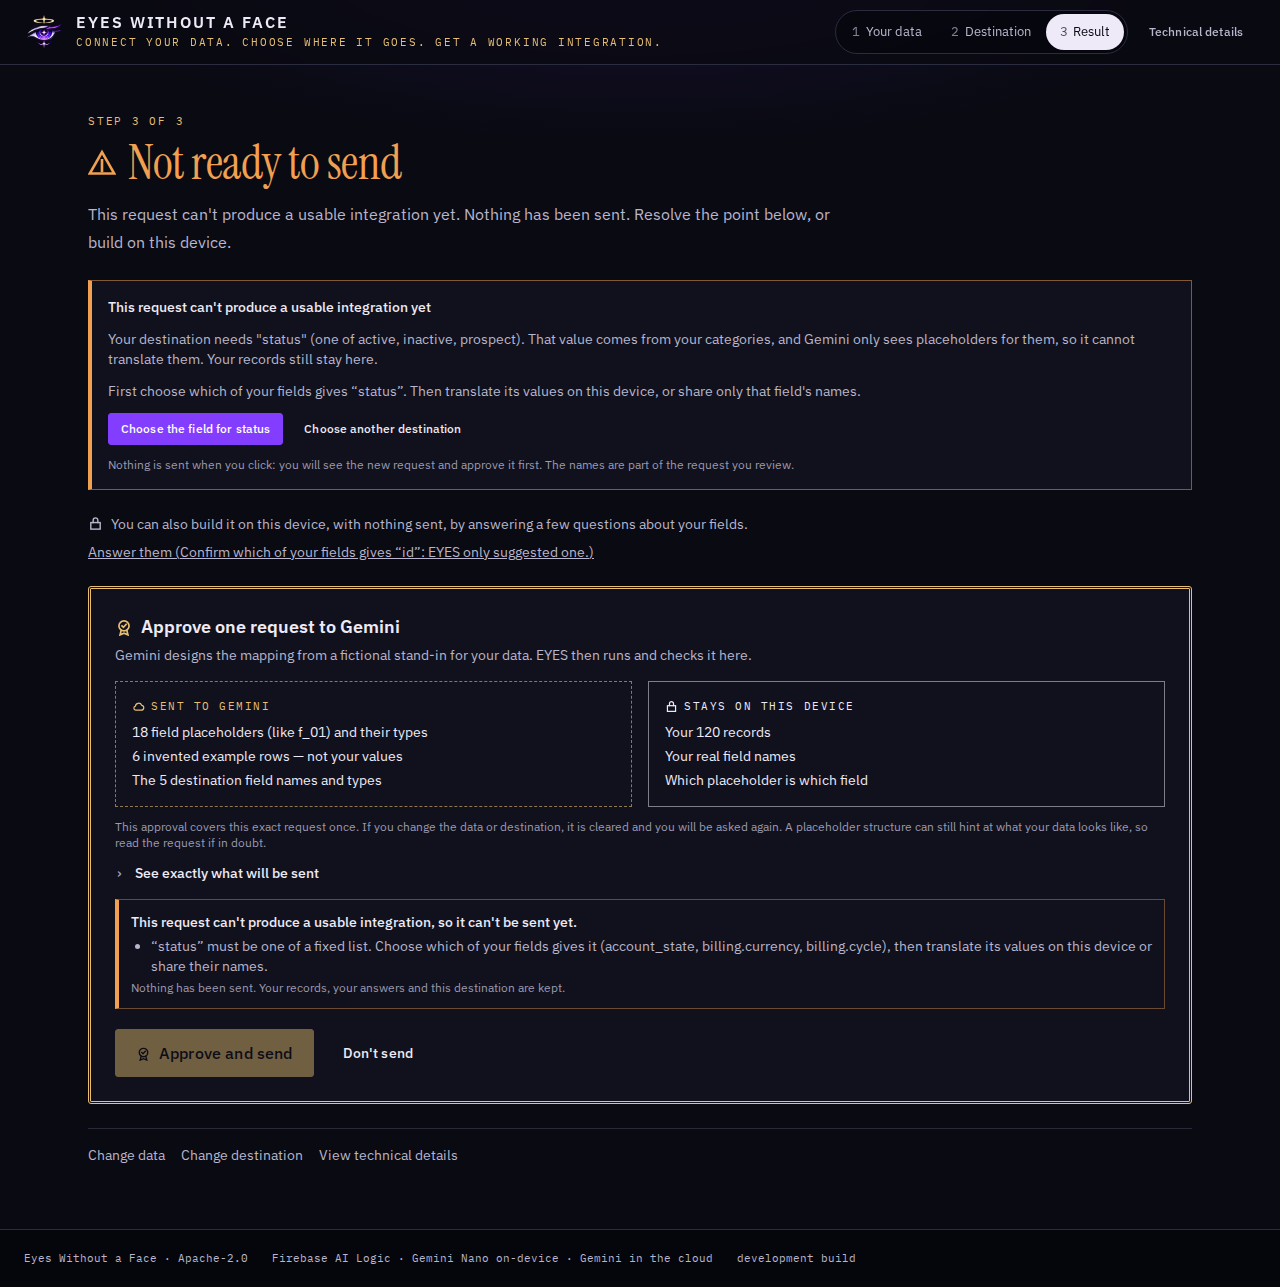 EYES WITHOUT A FACE
CONNECT YOUR DATA. CHOOSE WHERE IT GOES. GET A WORKING INTEGRATION.
1 Your data
2 Destination
3 Result
Technical details
STEP 3 OF 3
Not ready to send
This request can't produce a usable integration yet. Nothing has been sent. Resolve the point below, or
build on this device.
This request can't produce a usable integration yet
Your destination needs "status" (one of active, inactive, prospect). That value comes from your categories, and Gemini only sees placeholders for them, so it cannot
translate them. Your records still stay here.
First choose which of your fields gives “status”. Then translate its values on this device, or share only that field's names.
Choose the field for status
Choose another destination
Nothing is sent when you click: you will see the new request and approve it first. The names are part of the request you review.
You can also build it on this device, with nothing sent, by answering a few questions about your fields.
Answer them (Confirm which of your fields gives “id”: EYES only suggested one.)
Approve one request to Gemini
Gemini designs the mapping from a fictional stand-in for your data. EYES then runs and checks it here.
SENT TO GEMINI
18 field placeholders (like f_01) and their types
6 invented example rows — not your values
The 5 destination field names and types
STAYS ON THIS DEVICE
Your 120 records
Your real field names
Which placeholder is which field
This approval covers this exact request once. If you change the data or destination, it is cleared and you will be asked again. A placeholder structure can still hint at what your data looks like, so
read the request if in doubt.
› See exactly what will be sent
This request can't produce a usable integration, so it can't be sent yet.
• “status” must be one of a fixed list. Choose which of your fields gives it (account_state, billing.currency, billing.cycle), then translate its values on this device or
share their names.
Nothing has been sent. Your records, your answers and this destination are kept.
Approve and send
Don't send
Change data
Change destination
View technical details
Eyes Without a Face · Apache-2.0
Firebase AI Logic · Gemini Nano on-device · Gemini in the cloud
development build